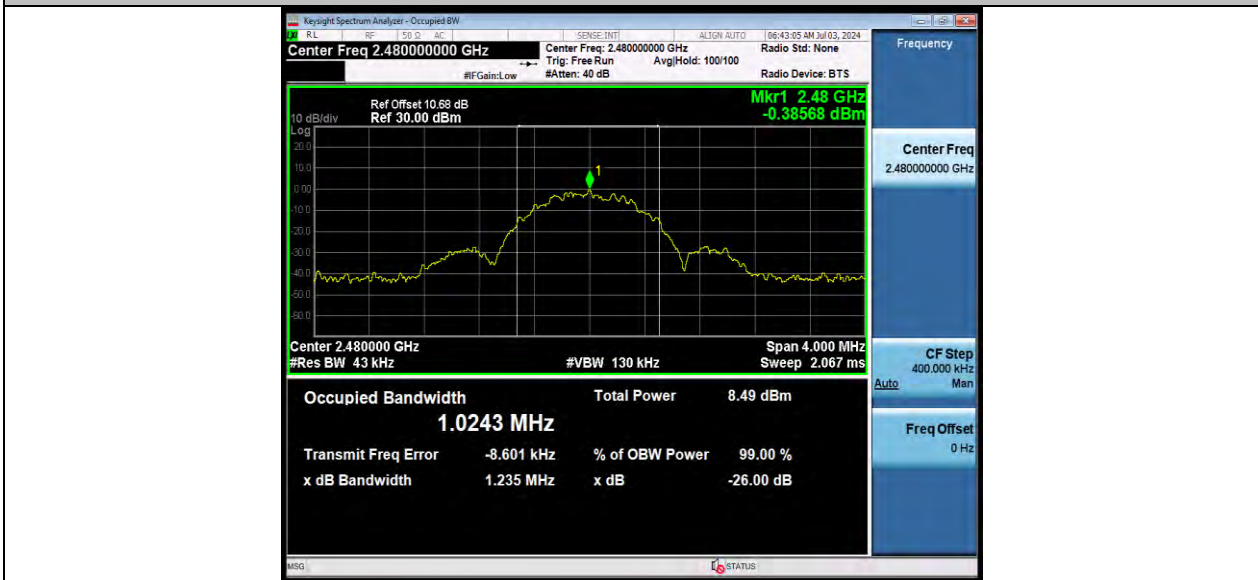 Keysight Spectrum Analyzer - Occupied BW
RL RF 50 Ω AC SENSE:INT ALIGN AUTO 06:43:05 AM Jul 03, 2024
Center Freq 2.480000000 GHz
Center Freq: 2.480000000 GHz Radio Std: None
Trig: Free Run Avg|Hold: 100/100
#IFGain:Low #Atten: 40 dB Radio Device: BTS
Frequency
Mkr1 2.48 GHz
-0.38568 dBm
Ref Offset 10.68 dB
10 dB/div Ref 30.00 dBm
Log
20.0
10.0
0.00
-10.0
-20.0
-30.0
-40.0
-50.0
-60.0
1
Center Freq
2.480000000 GHz
Center 2.480000 GHz Span 4.000 MHz
#Res BW 43 kHz #VBW 130 kHz Sweep 2.067 ms
CF Step
400.000 kHz
Auto Man
Occupied Bandwidth Total Power 8.49 dBm
1.0243 MHz
Transmit Freq Error -8.601 kHz % of OBW Power 99.00 %
x dB Bandwidth 1.235 MHz x dB -26.00 dB
Freq Offset
0 Hz
MSG STATUS